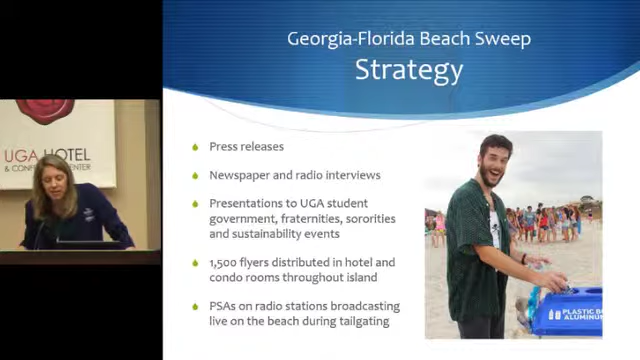 Georgia-Florida Beach Sweep
Strategy
UGA HOTEL
Press releases
Newspaper and radio interviews
Presentations to UGA student
government, fraternities, sororities
and sustainability events
1,500 flyers distributed in hotel and
condo rooms throughout island
PSAs on radio stations broadcasting
live on the beach during tailgating
PLASTIC
ALUMINUM